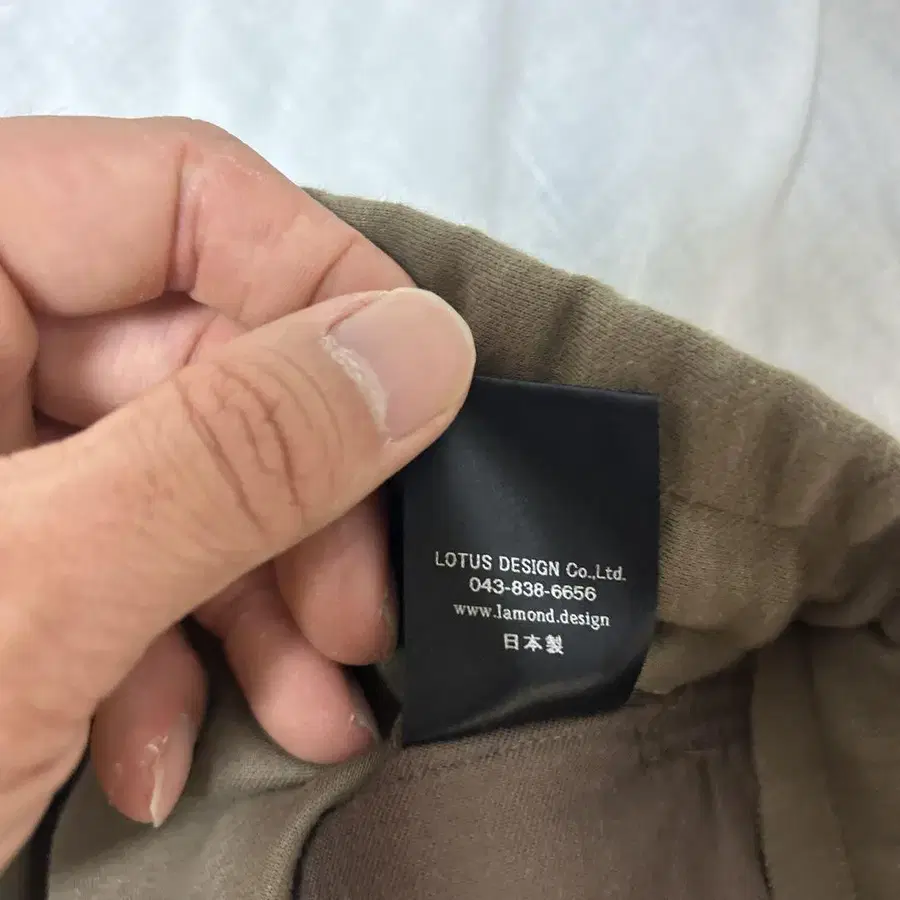 LOTUS DESIGN Co.,Ltd.
043-838-6656
www.lamond.design
日本製